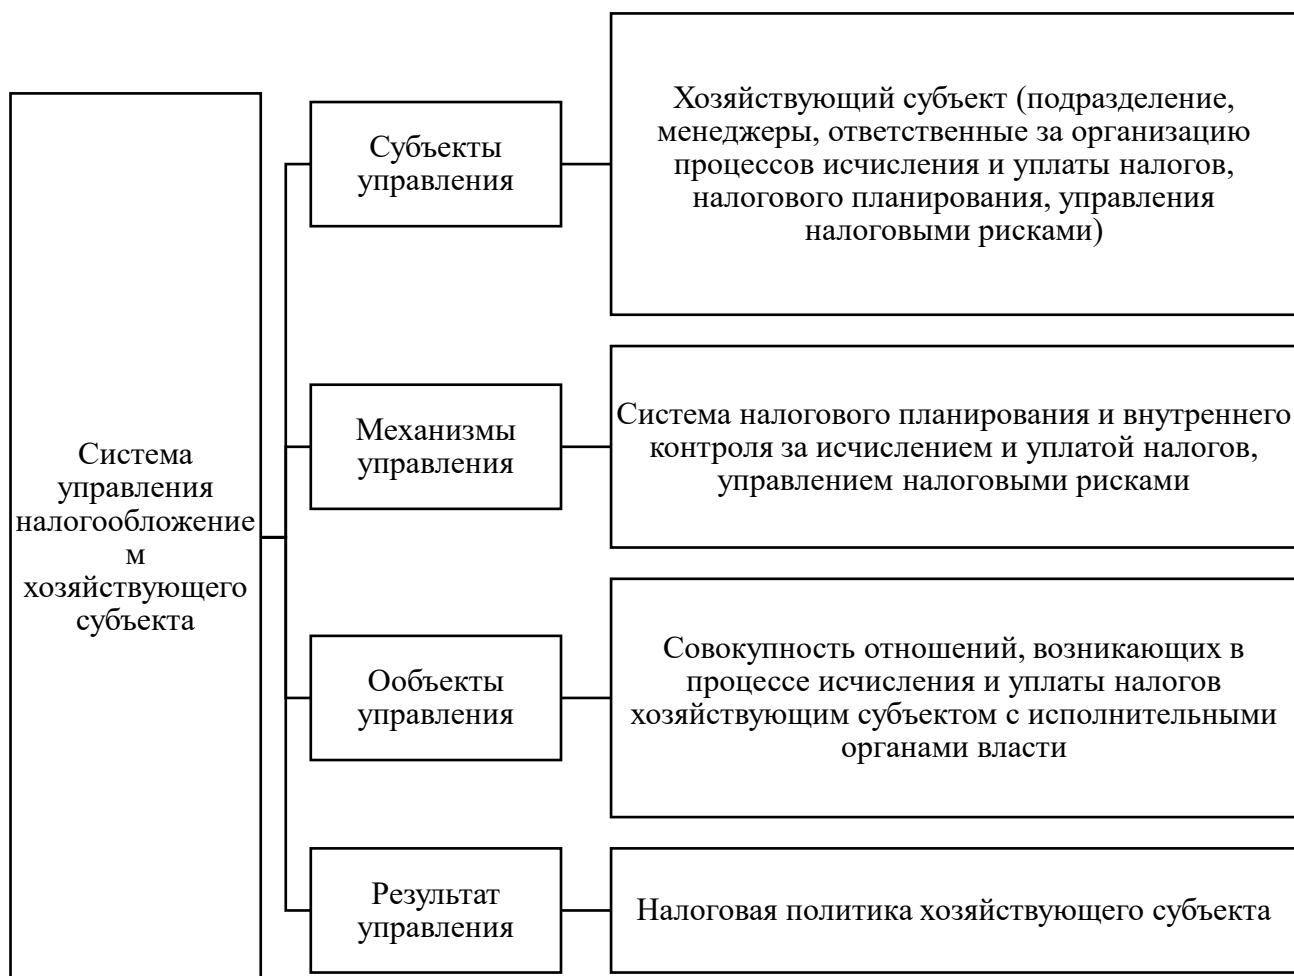 Система
управления
налогообложение
м
хозяйствующего
субъекта
Субъекты
управления
Хозяйствующий субъект (подразделение,
менеджеры, ответственные за организацию
процессов исчисления и уплаты налогов,
налогового планирования, управления
налоговыми рисками)
Механизмы
управления
Система налогового планирования и внутреннего
контроля за исчислением и уплатой налогов,
управлением налоговыми рисками
Ообъекты
управления
Совокупность отношений, возникающих в
процессе исчисления и уплаты налогов
хозяйствующим субъектом с исполнительными
органами власти
Результат
управления
Налоговая политика хозяйствующего субъекта